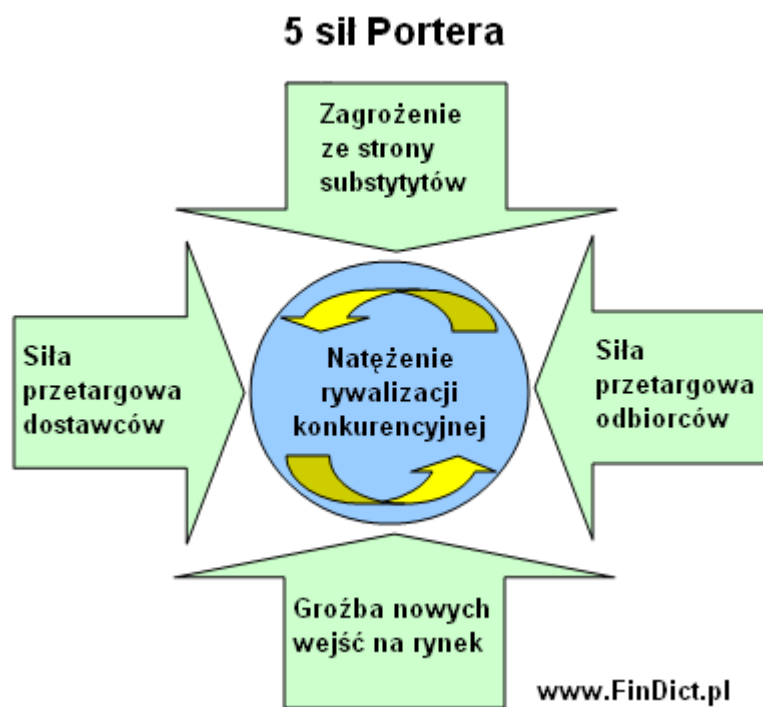 5 sił Portera
Zagrożenie
ze strony
substytytów
Siła
przetargowa
dostawców
Natężenie
rywalizacji
konkurencyjnej
Siła
przetargowa
odbiorców
Groźba nowych
wejść na rynek
www.FinDict.pl